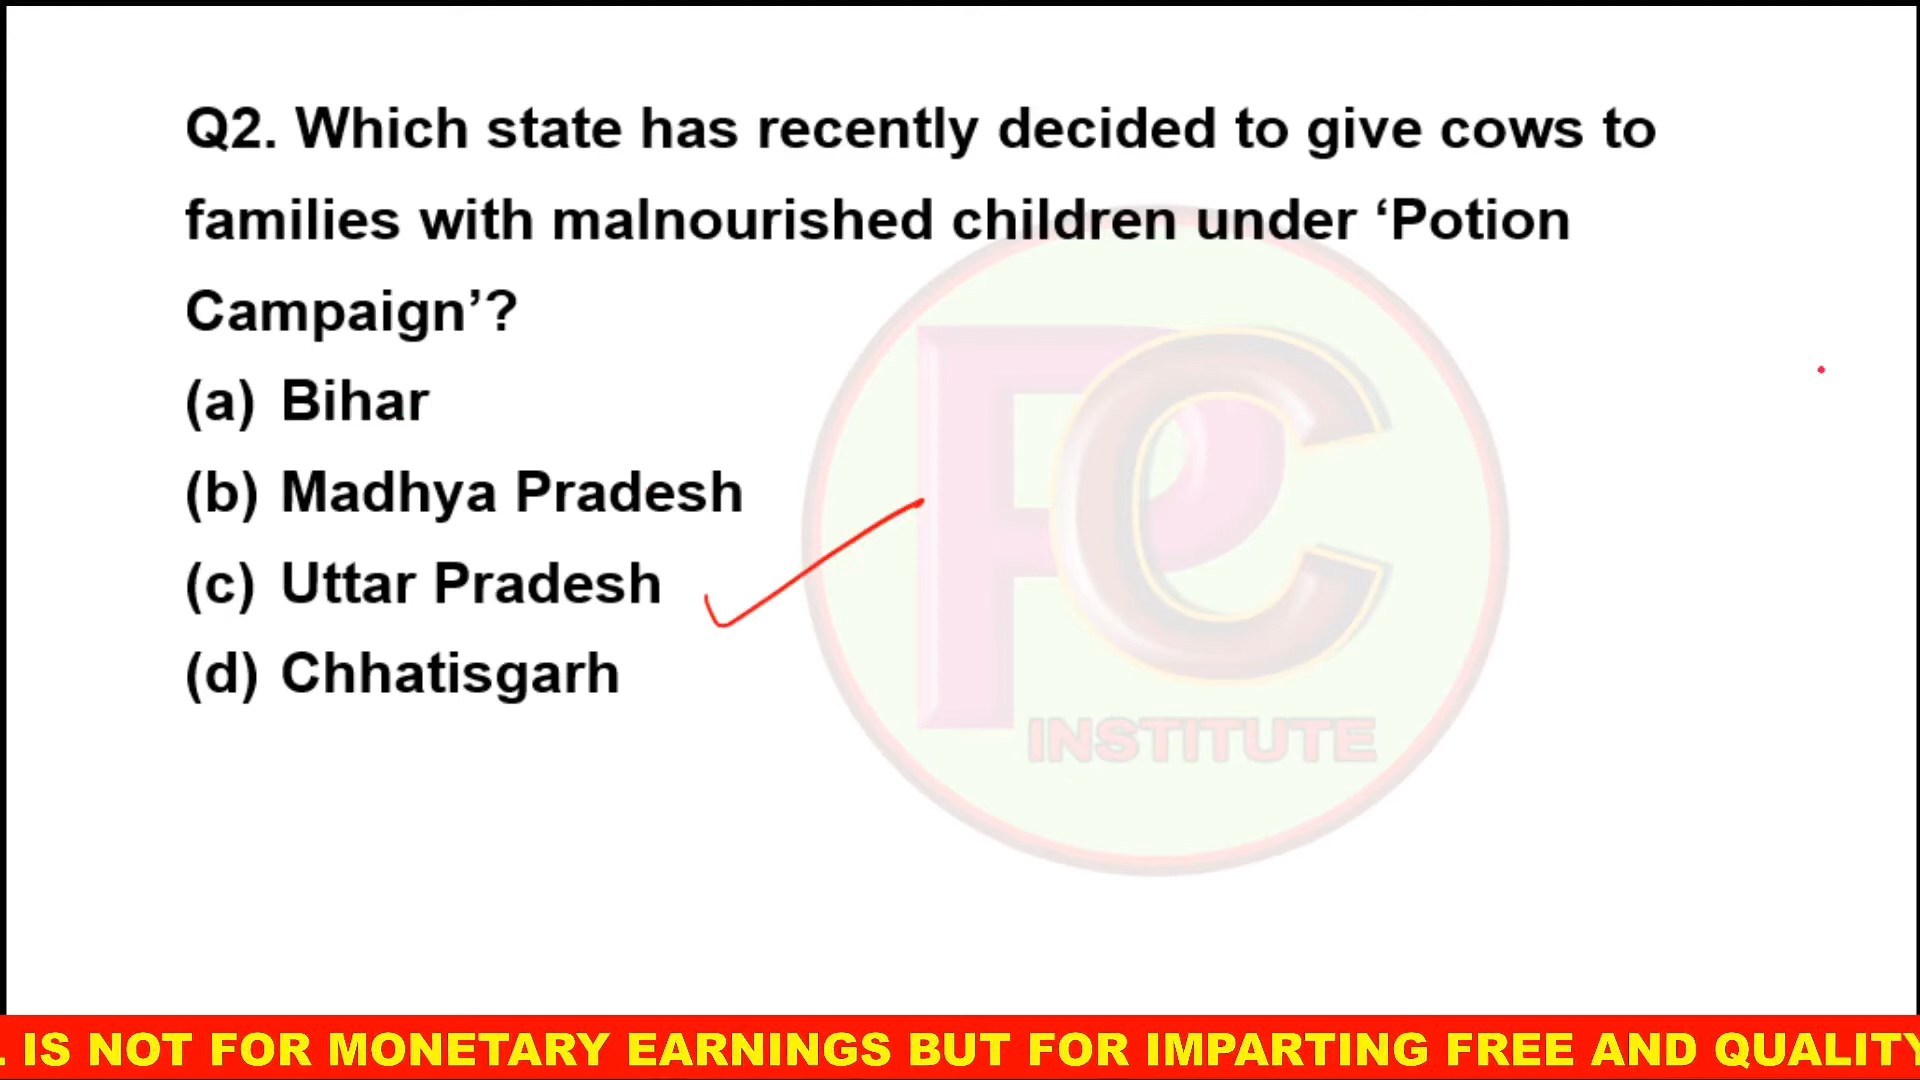 Q2. Which state has recently decided to give cows to
families with malnourished children under ‘Potion
Campaign’?
(a) Bihar
(b) Madhya Pradesh
(c) Uttar Pradesh
(d) Chhatisgarh
PC
INSTITUTE
IS NOT FOR MONETARY EARNINGS BUT FOR IMPARTING FREE AND QUALITY